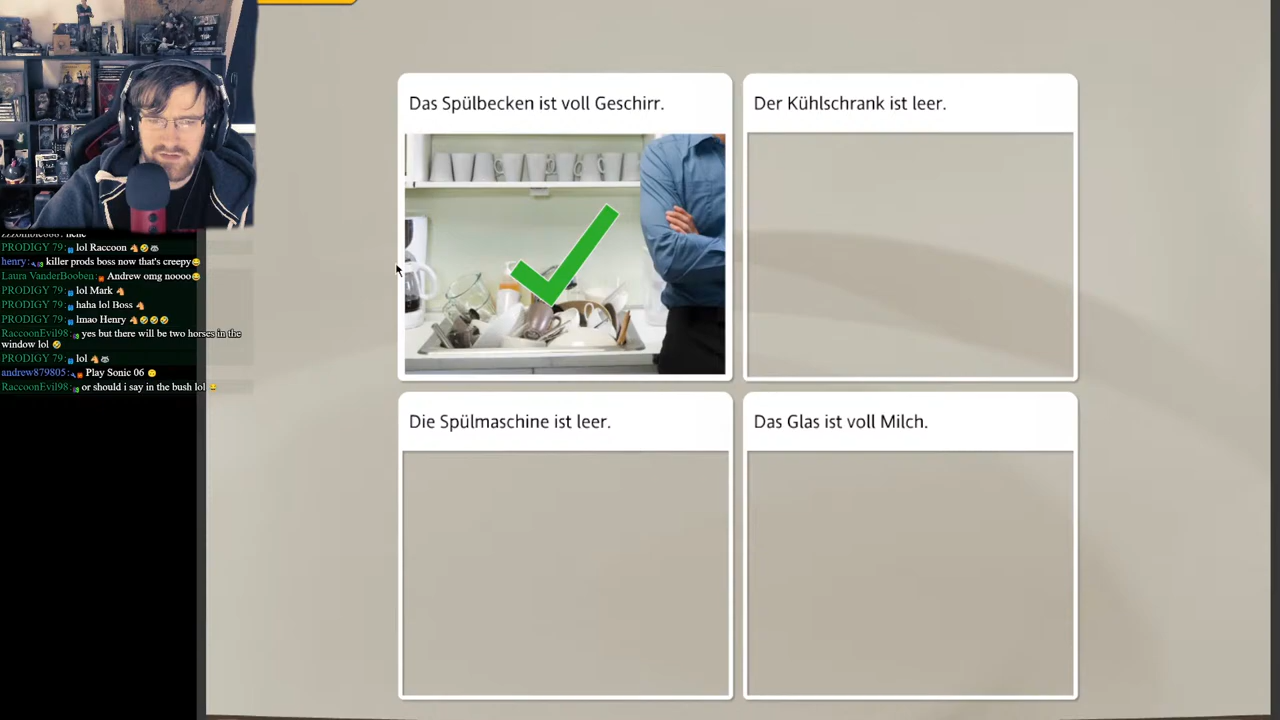 Das Spülbecken ist voll Geschirr.
Der Kühlschrank ist leer.
Die Spülmaschine ist leer.
Das Glas ist voll Milch.
PRODIGY 79: lol Raccoon
henry: killer prods boss now that's creepy
Laura VanderBooben: Andrew omg noooo
PRODIGY 79: lol Mark
PRODIGY 79: haha lol Boss
PRODIGY 79: lmao Henry
RaccoonEvil98: yes but there will be two horses in the
window lol
PRODIGY 79: lol
andrew879805: Play Sonic 06
RaccoonEvil98: or should i say in the bush lol